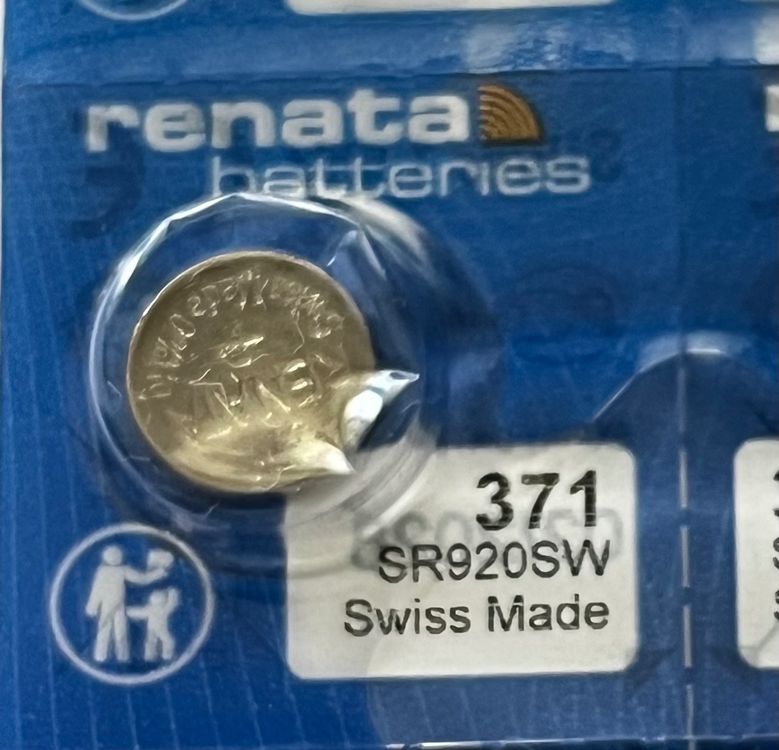 renata
batteries
371
SR920SW
Swiss Made